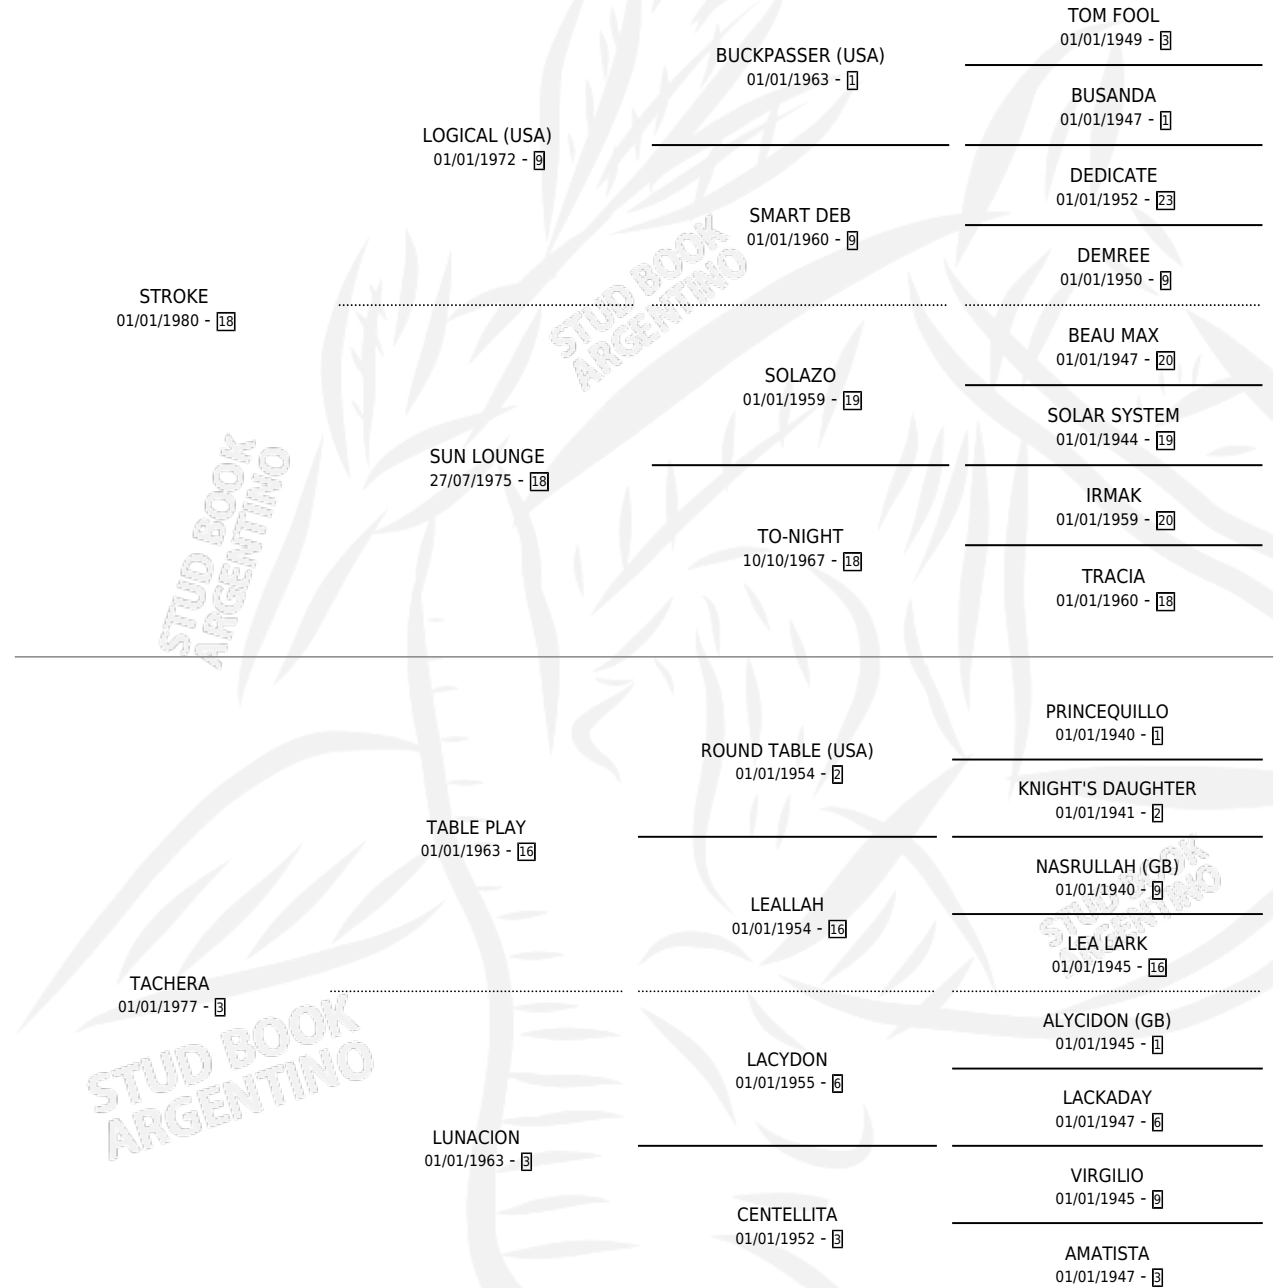 TOM FOOL
01/01/1949 - 3
BUCKPASSER (USA)
01/01/1963 - 1
BUSANDA
01/01/1947 - 1
LOGICAL (USA)
01/01/1972 - 9
DEDICATE
01/01/1952 - 23
SMART DEB
01/01/1960 - 9
DEMREE
01/01/1950 - 9
STROKE
01/01/1980 - 18
BEAU MAX
01/01/1947 - 20
SOLAZO
01/01/1959 - 19
SOLAR SYSTEM
01/01/1944 - 19
SUN LOUNGE
27/07/1975 - 18
IRMAK
01/01/1959 - 20
TO-NIGHT
10/10/1967 - 18
TRACIA
01/01/1960 - 18
PRINCEQUILLO
01/01/1940 - 1
ROUND TABLE (USA)
01/01/1954 - 2
KNIGHT'S DAUGHTER
01/01/1941 - 2
TABLE PLAY
01/01/1963 - 16
NASRULLAH (GB)
01/01/1940 - 9
LEALLAH
01/01/1954 - 16
LEA LARK
01/01/1945 - 16
TACHERA
01/01/1977 - 3
ALYCIDON (GB)
01/01/1945 - 1
LACYDON
01/01/1955 - 6
LACKADAY
01/01/1947 - 6
LUNACION
01/01/1963 - 3
VIRGILIO
01/01/1945 - 9
CENTELLITA
01/01/1952 - 3
AMATISTA
01/01/1947 - 3
STUD BOOK
ARGENTINO
STUD BOOK
ARGENTINO
STUD BOOK
ARGENTINO
STUD BOOK
ARGENTINO